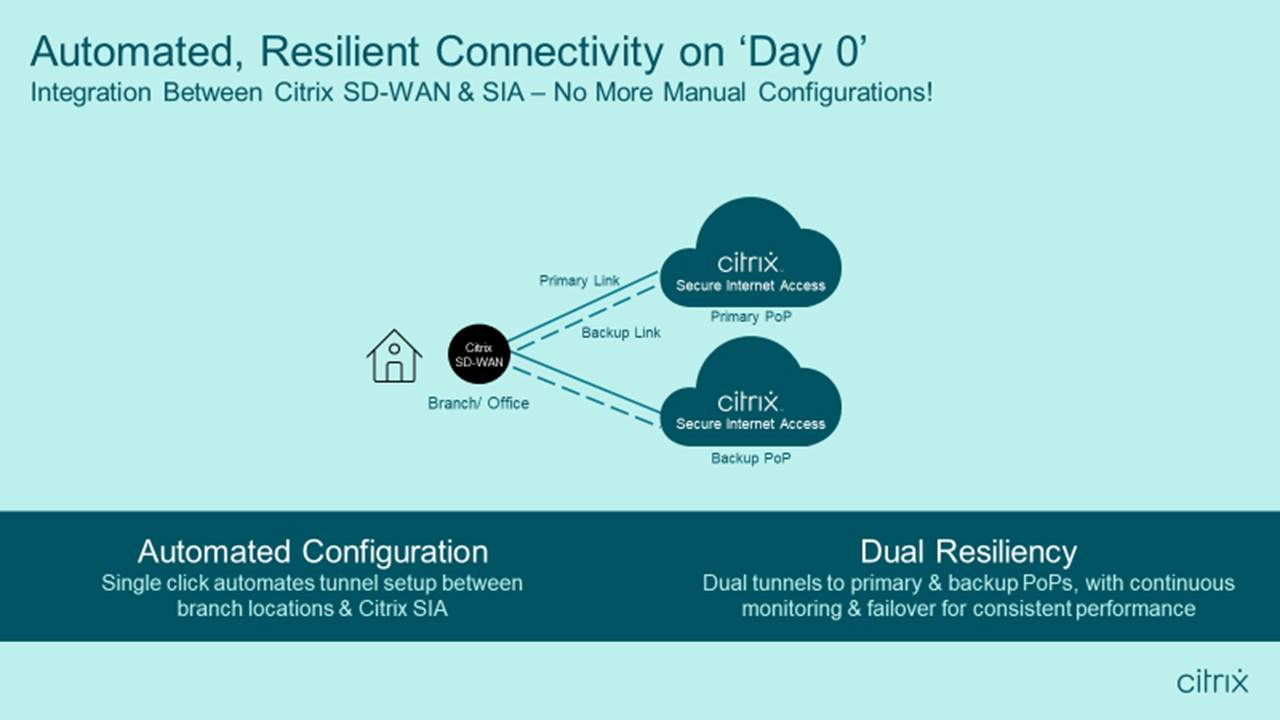 Automated, Resilient Connectivity on ‘Day 0’
Integration Between Citrix SD-WAN & SIA – No More Manual Configurations!
citrix
Secure Internet Access
Primary PoP
Primary Link
Backup Link
Citrix
SD-WAN
Branch/ Office
citrix
Secure Internet Access
Backup PoP
Automated Configuration
Single click automates tunnel setup between
branch locations & Citrix SIA
Dual Resiliency
Dual tunnels to primary & backup PoPs, with continuous
monitoring & failover for consistent performance
citrix